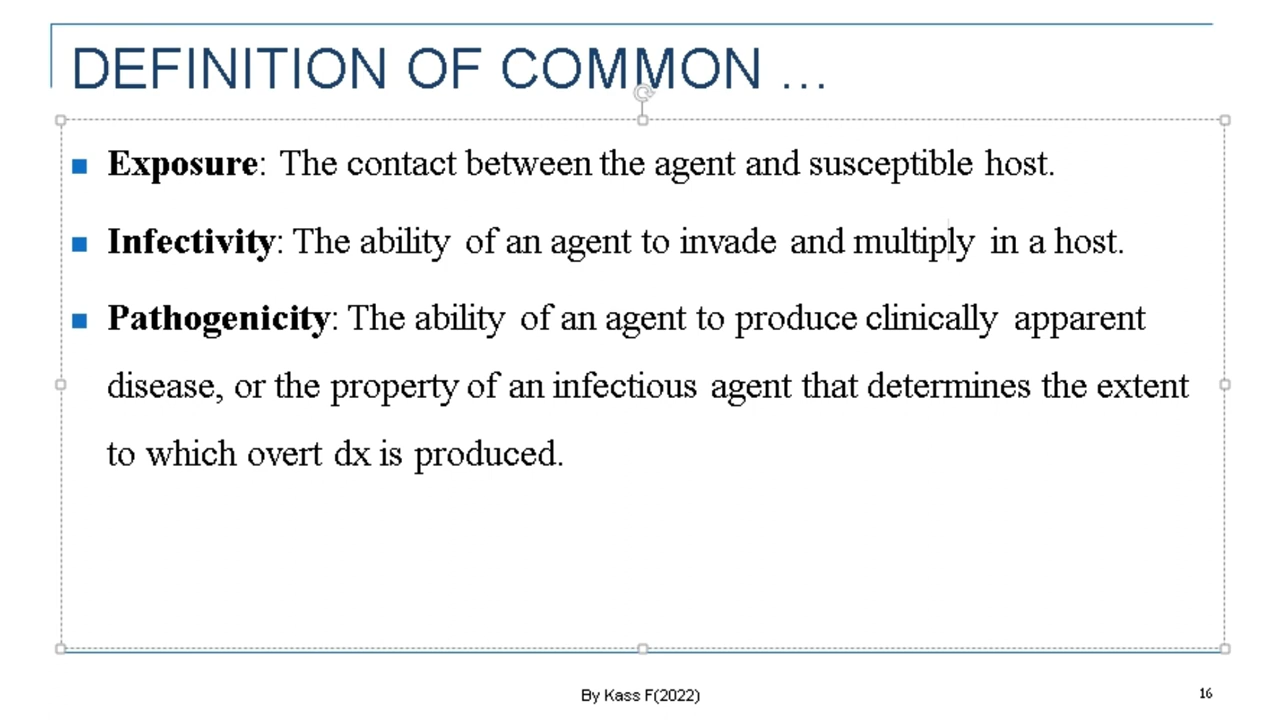 DEFINITION OF COMMON ...
Exposure: The contact between the agent and susceptible host.
Infectivity: The ability of an agent to invade and multiply in a host.
Pathogenicity: The ability of an agent to produce clinically apparent
disease, or the property of an infectious agent that determines the extent
to which overt dx is produced.
By Kass F(2022)
16